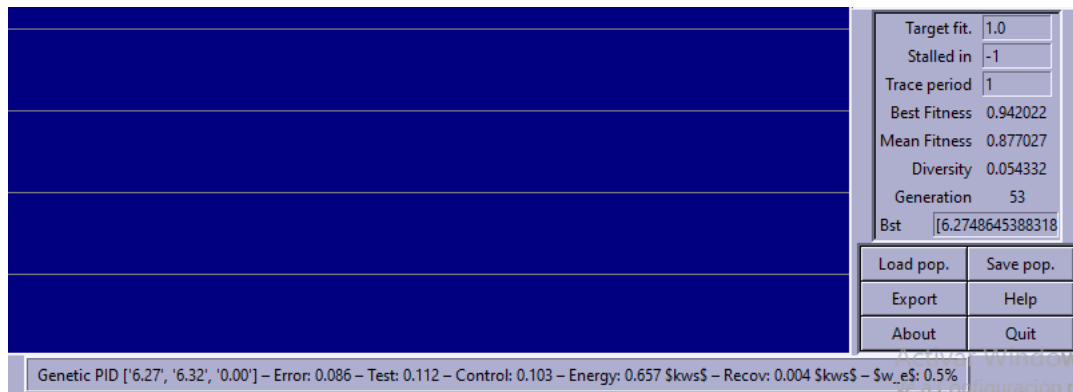 Target fit. 1.0
Stalled in -1
Trace period 1
Best Fitness 0.942022
Mean Fitness 0.877027
Diversity 0.054332
Generation 53
Bst [6.2748645388318
Load pop. Save pop.
Export Help
About Quit
Activar Window
Genetic PID ['6.27', '6.32', '0.00'] – Error: 0.086 – Test: 0.112 – Control: 0.103 – Energy: 0.657 $kws$ – Recov: 0.004 $kws$ – $w_e$: 0.5%